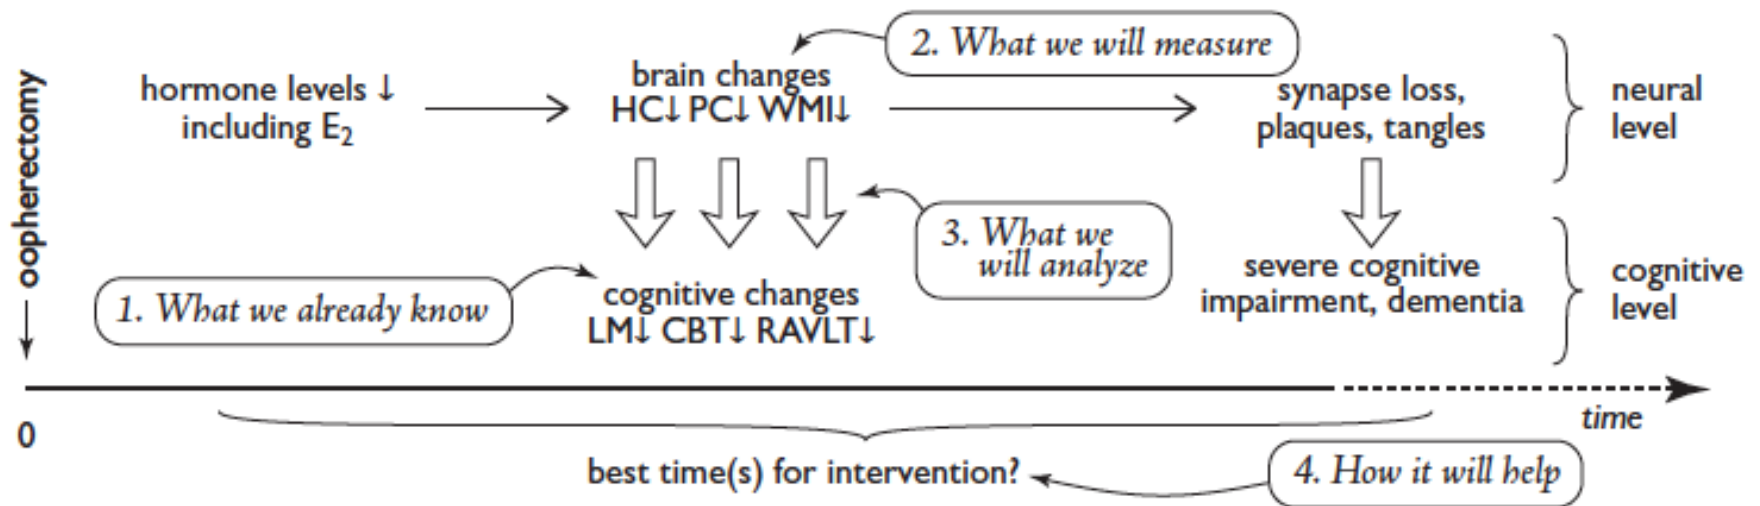 oopherectomy
hormone levels ↓
including E₂
brain changes
HC↓ PC↓ WMI↓
2. What we will measure
synapse loss,
plaques, tangles
neural
level
1. What we already know
cognitive changes
LM↓ CBT↓ RAVLT↓
3. What we
will analyze
severe cognitive
impairment, dementia
cognitive
level
0
time
best time(s) for intervention?
4. How it will help